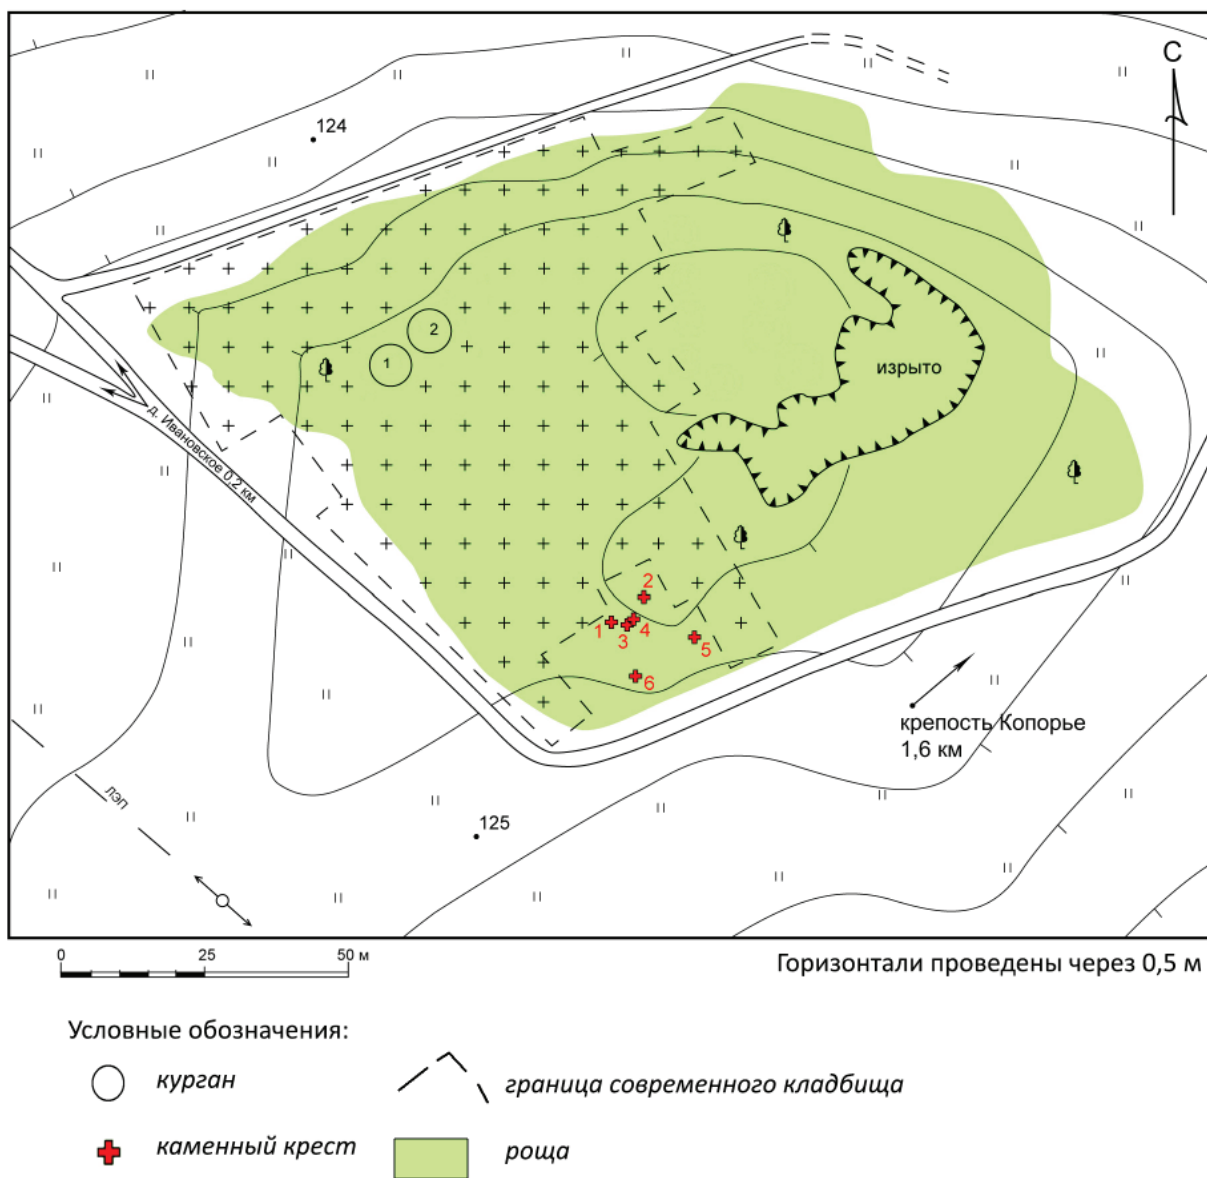 С
124
2
1
изрыто
д. Ивановское 0,2 км
2
1
3
4
5
6
крепость Копорье
1,6 км
ЛЭП
125
0
25
50 м
Горизонтали проведены через 0,5 м
Условные обозначения:
курган
граница современного кладбища
каменный крест
роща